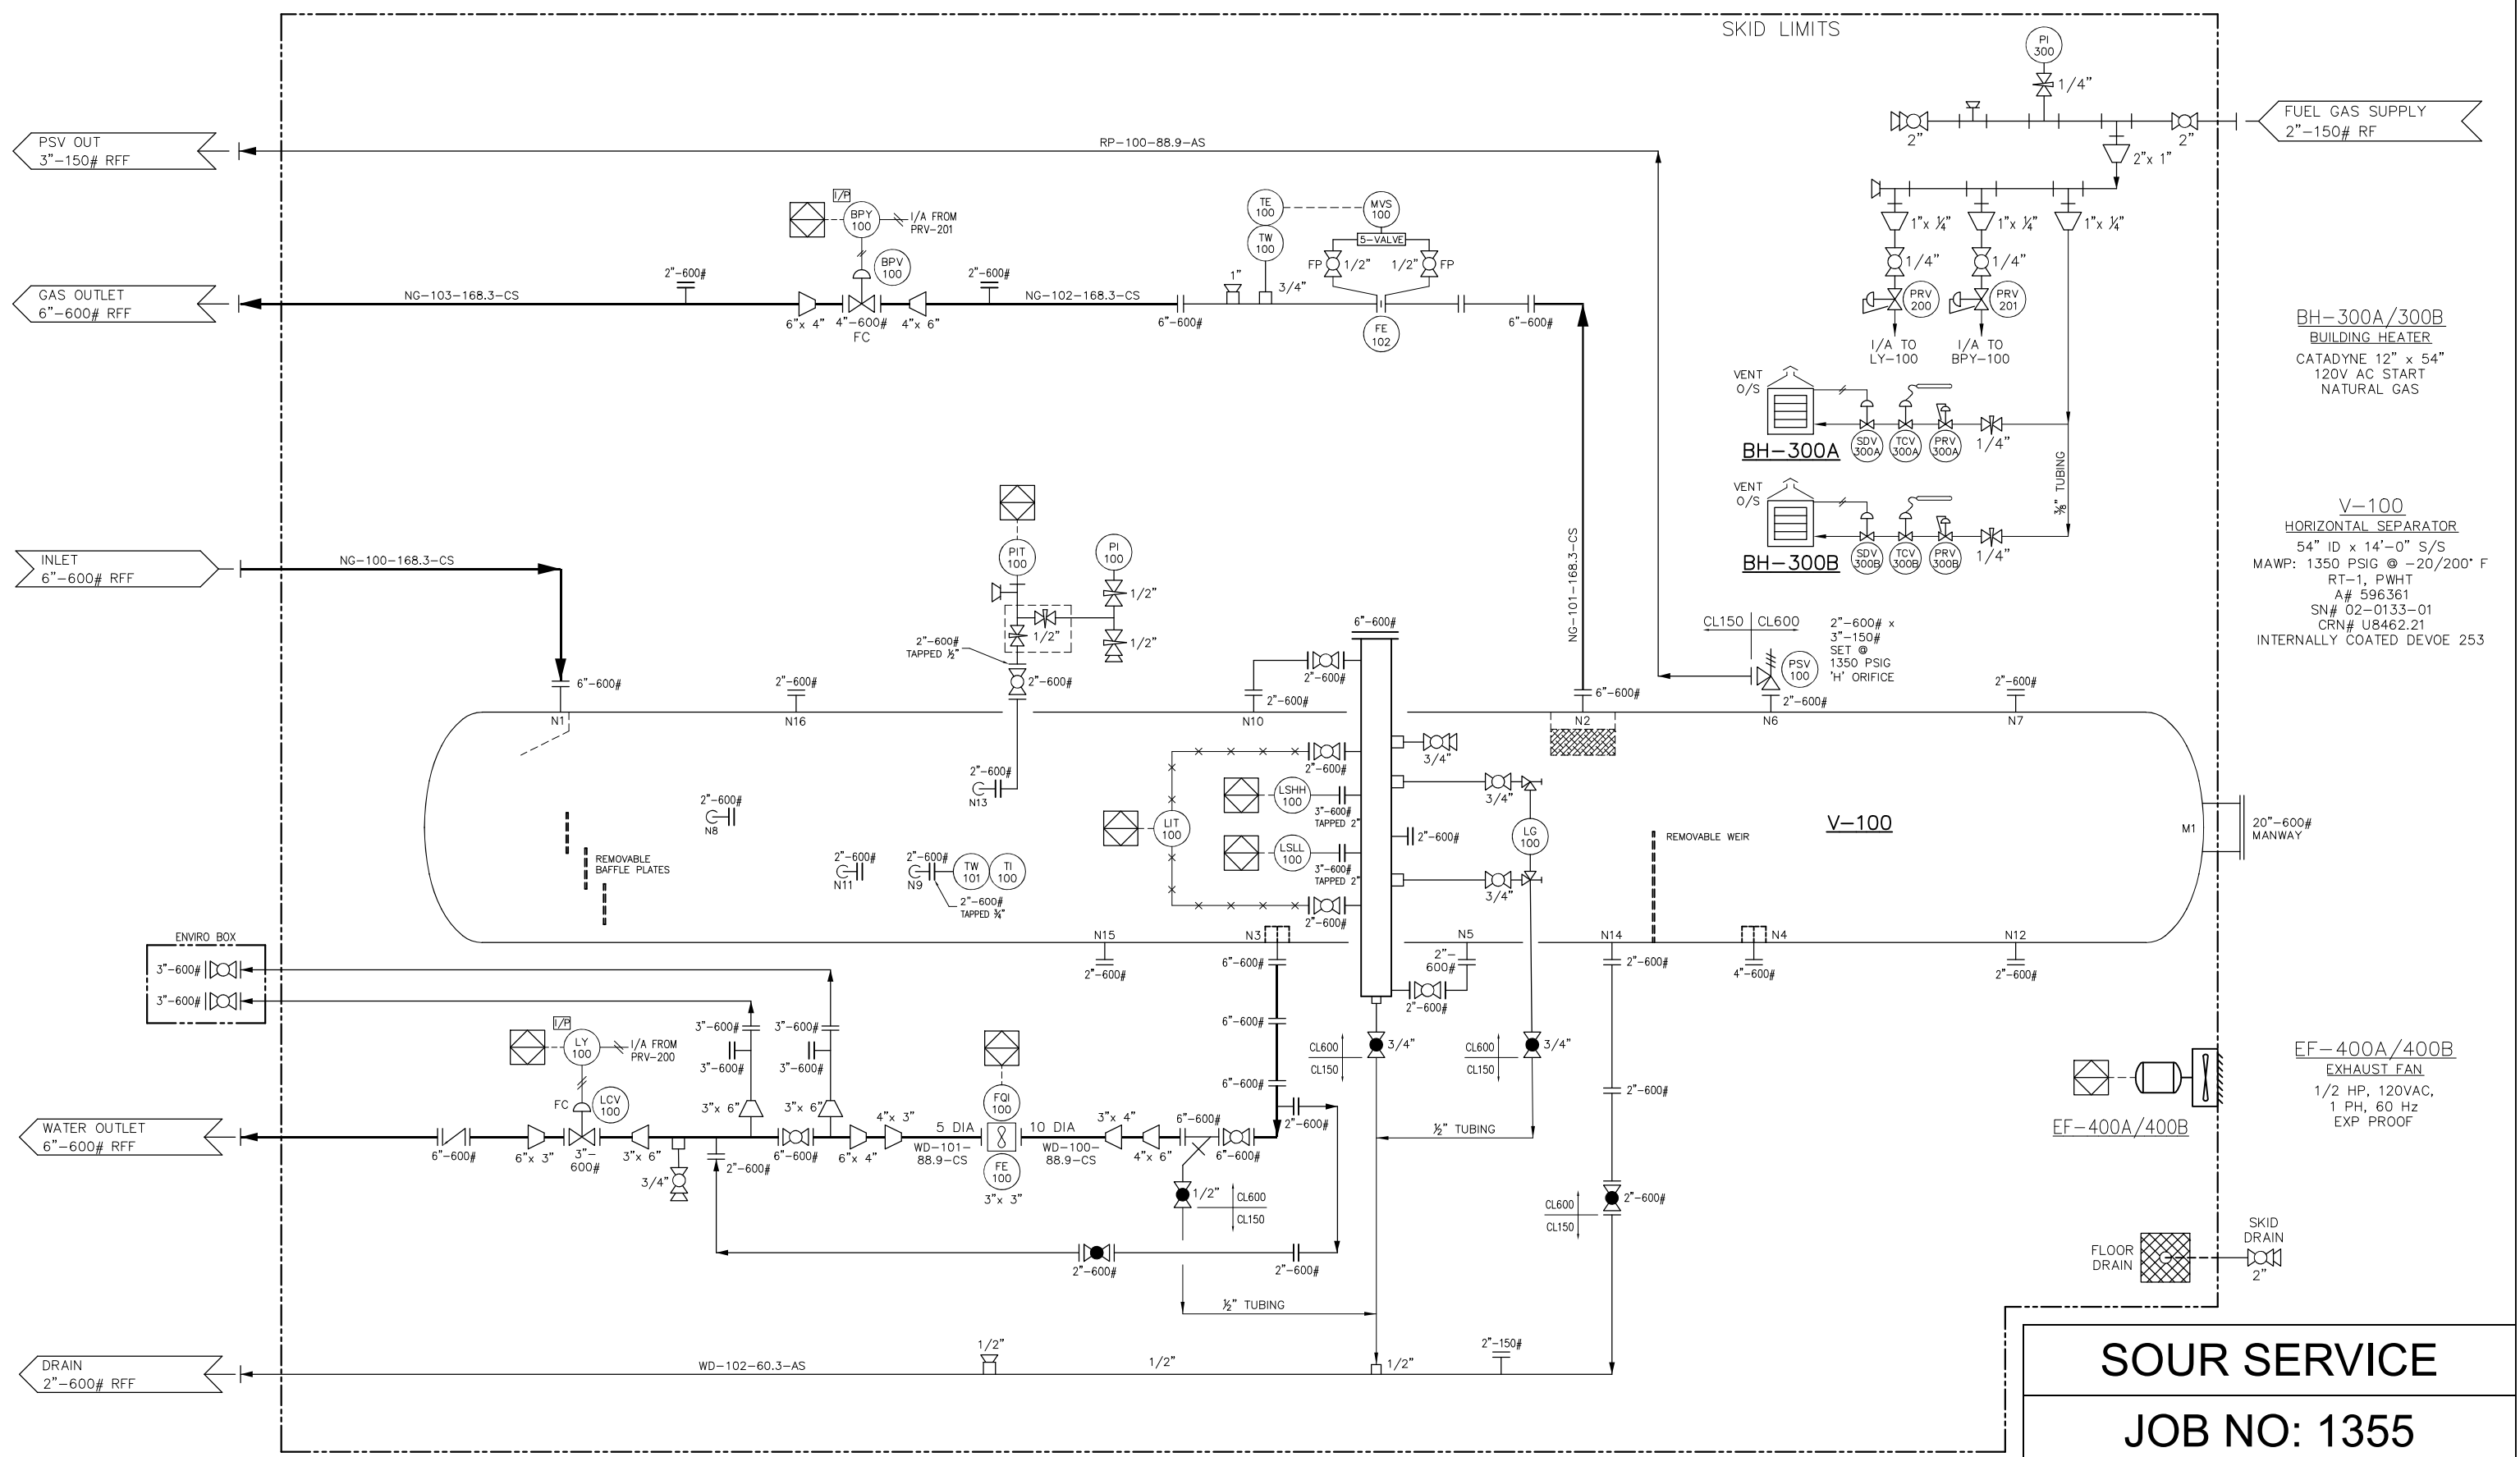 SKID LIMITS
PI
300
1/4"
2"
2"
FUEL GAS SUPPLY
2"-150# RF
2"x 1"
PSV OUT
3"-150# RFF
RP-100-88.9-AS
I/P
BPY
100
I/A FROM
PRV-201
BPV
100
TE
100
MVS
100
TW
100
5-VALVE
FP
1/2"
1/2"
FP
1"
3/4"
2"-600#
2"-600#
GAS OUTLET
6"-600# RFF
NG-103-168.3-CS
NG-102-168.3-CS
6"x 4"
4"-600#
FC
4"x 6"
6"-600#
FE
102
6"-600#
1"x 1/4"
1"x 1/4"
1"x 1/4"
1/4"
1/4"
PRV
200
PRV
201
I/A TO
LY-100
I/A TO
BPY-100
BH-300A/300B
BUILDING HEATER
CATADYNE 12" x 54"
120V AC START
NATURAL GAS
VENT
O/S
BH-300A
SDV
300A
TCV
300A
PRV
300A
1/4"
3/8" TUBING
VENT
O/S
BH-300B
SDV
300B
TCV
300B
PRV
300B
1/4"
V-100
HORIZONTAL SEPARATOR
54" ID x 14'-0" S/S
MAWP: 1350 PSIG @ -20/200° F
RT-1, PWHT
A# 596361
SN# 02-0133-01
CRN# U8462.21
INTERNALLY COATED DEVOE 253
INLET
6"-600# RFF
NG-100-168.3-CS
6"-600#
N1
2"-600#
N16
PIT
100
PI
100
1/2"
1/2"
1/2"
2"-600#
TAPPED 1/2"
2"-600#
2"-600#
N13
6"-600#
2"-600#
2"-600#
N10
NG-101-168.3-CS
6"-600#
N2
CL150
CL600
2"-600# x
3"-150#
SET @
1350 PSIG
'H' ORIFICE
PSV
100
2"-600#
N6
2"-600#
N7
2"-600#
3/4"
LSHH
100
3"-600#
TAPPED 2"
LIT
100
2"-600#
LSLL
100
3"-600#
TAPPED 2"
3/4"
LG
100
3/4"
2"-600#
REMOVABLE WEIR
V-100
M1
20"-600#
MANWAY
2"-600#
N8
REMOVABLE
BAFFLE PLATES
2"-600#
N11
2"-600#
N9
TW
101
TI
100
2"-600#
TAPPED 3/4"
N15
2"-600#
N3
6"-600#
N5
2"-
600#
2"-600#
N14
2"-600#
N4
4"-600#
N12
2"-600#
ENVIRO BOX
3"-600#
3"-600#
I/P
LY
100
I/A FROM
PRV-200
FC
LCV
100
3"-600#
3"-600#
3"-600#
3"-600#
3"x 6"
3"x 6"
FQI
100
6"-600#
6"-600#
CL600
CL150
3/4"
CL600
CL150
3/4"
2"-600#
EF-400A/400B
EF-400A/400B
EXHAUST FAN
1/2 HP, 120VAC,
1 PH, 60 Hz
EXP PROOF
WATER OUTLET
6"-600# RFF
6"-600#
6"x 3"
3"-
600#
3"x 6"
3/4"
2"-600#
6"-600#
6"x 4"
4"x 3"
5 DIA
WD-101-
88.9-CS
FE
100
3"x 3"
10 DIA
WD-100-
88.9-CS
3"x 4"
4"x 6"
6"-600#
6"-600#
2"-600#
1/2" TUBING
1/2"
CL600
CL150
CL600
CL150
2"-600#
2"-600#
2"-600#
1/2" TUBING
FLOOR
DRAIN
SKID
DRAIN
2"
DRAIN
2"-600# RFF
WD-102-60.3-AS
1/2"
1/2"
1/2"
2"-150#
SOUR SERVICE
JOB NO: 1355